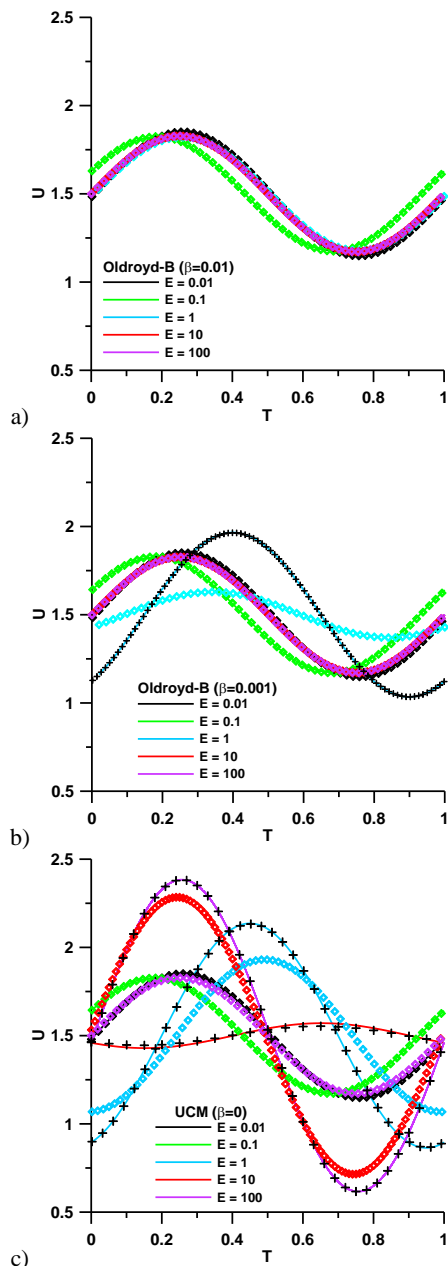 2.5
2
U
1.5
1
0.5
Oldroyd-B (β=0.01)
E = 0.01
E = 0.1
E = 1
E = 10
E = 100
0 0.2 0.4 0.6 0.8 1
T
a)
2.5
2
U
1.5
1
0.5
Oldroyd-B (β=0.001)
E = 0.01
E = 0.1
E = 1
E = 10
E = 100
0 0.2 0.4 0.6 0.8 1
T
b)
2.5
2
U
1.5
1
0.5
UCM (β=0)
E = 0.01
E = 0.1
E = 1
E = 10
E = 100
0 0.2 0.4 0.6 0.8 1
T
c)